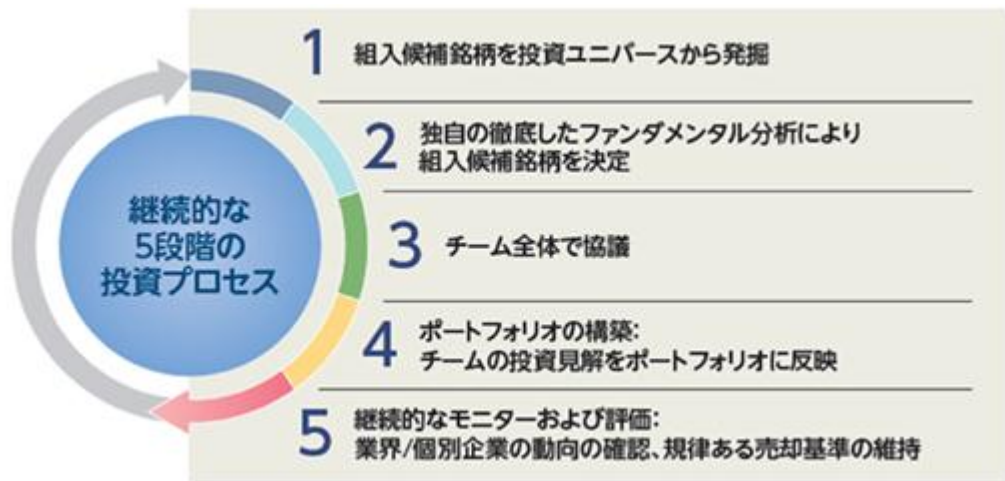 継続的な
5段階の
投資プロセス
1 組入候補銘柄を投資ユニバースから発掘
2 独自の徹底したファンダメンタル分析により
組入候補銘柄を決定
3 チーム全体で協議
4 ポートフォリオの構築:
チームの投資見解をポートフォリオに反映
5 継続的なモニターおよび評価:
業界/個別企業の動向の確認、規律ある売却基準の維持